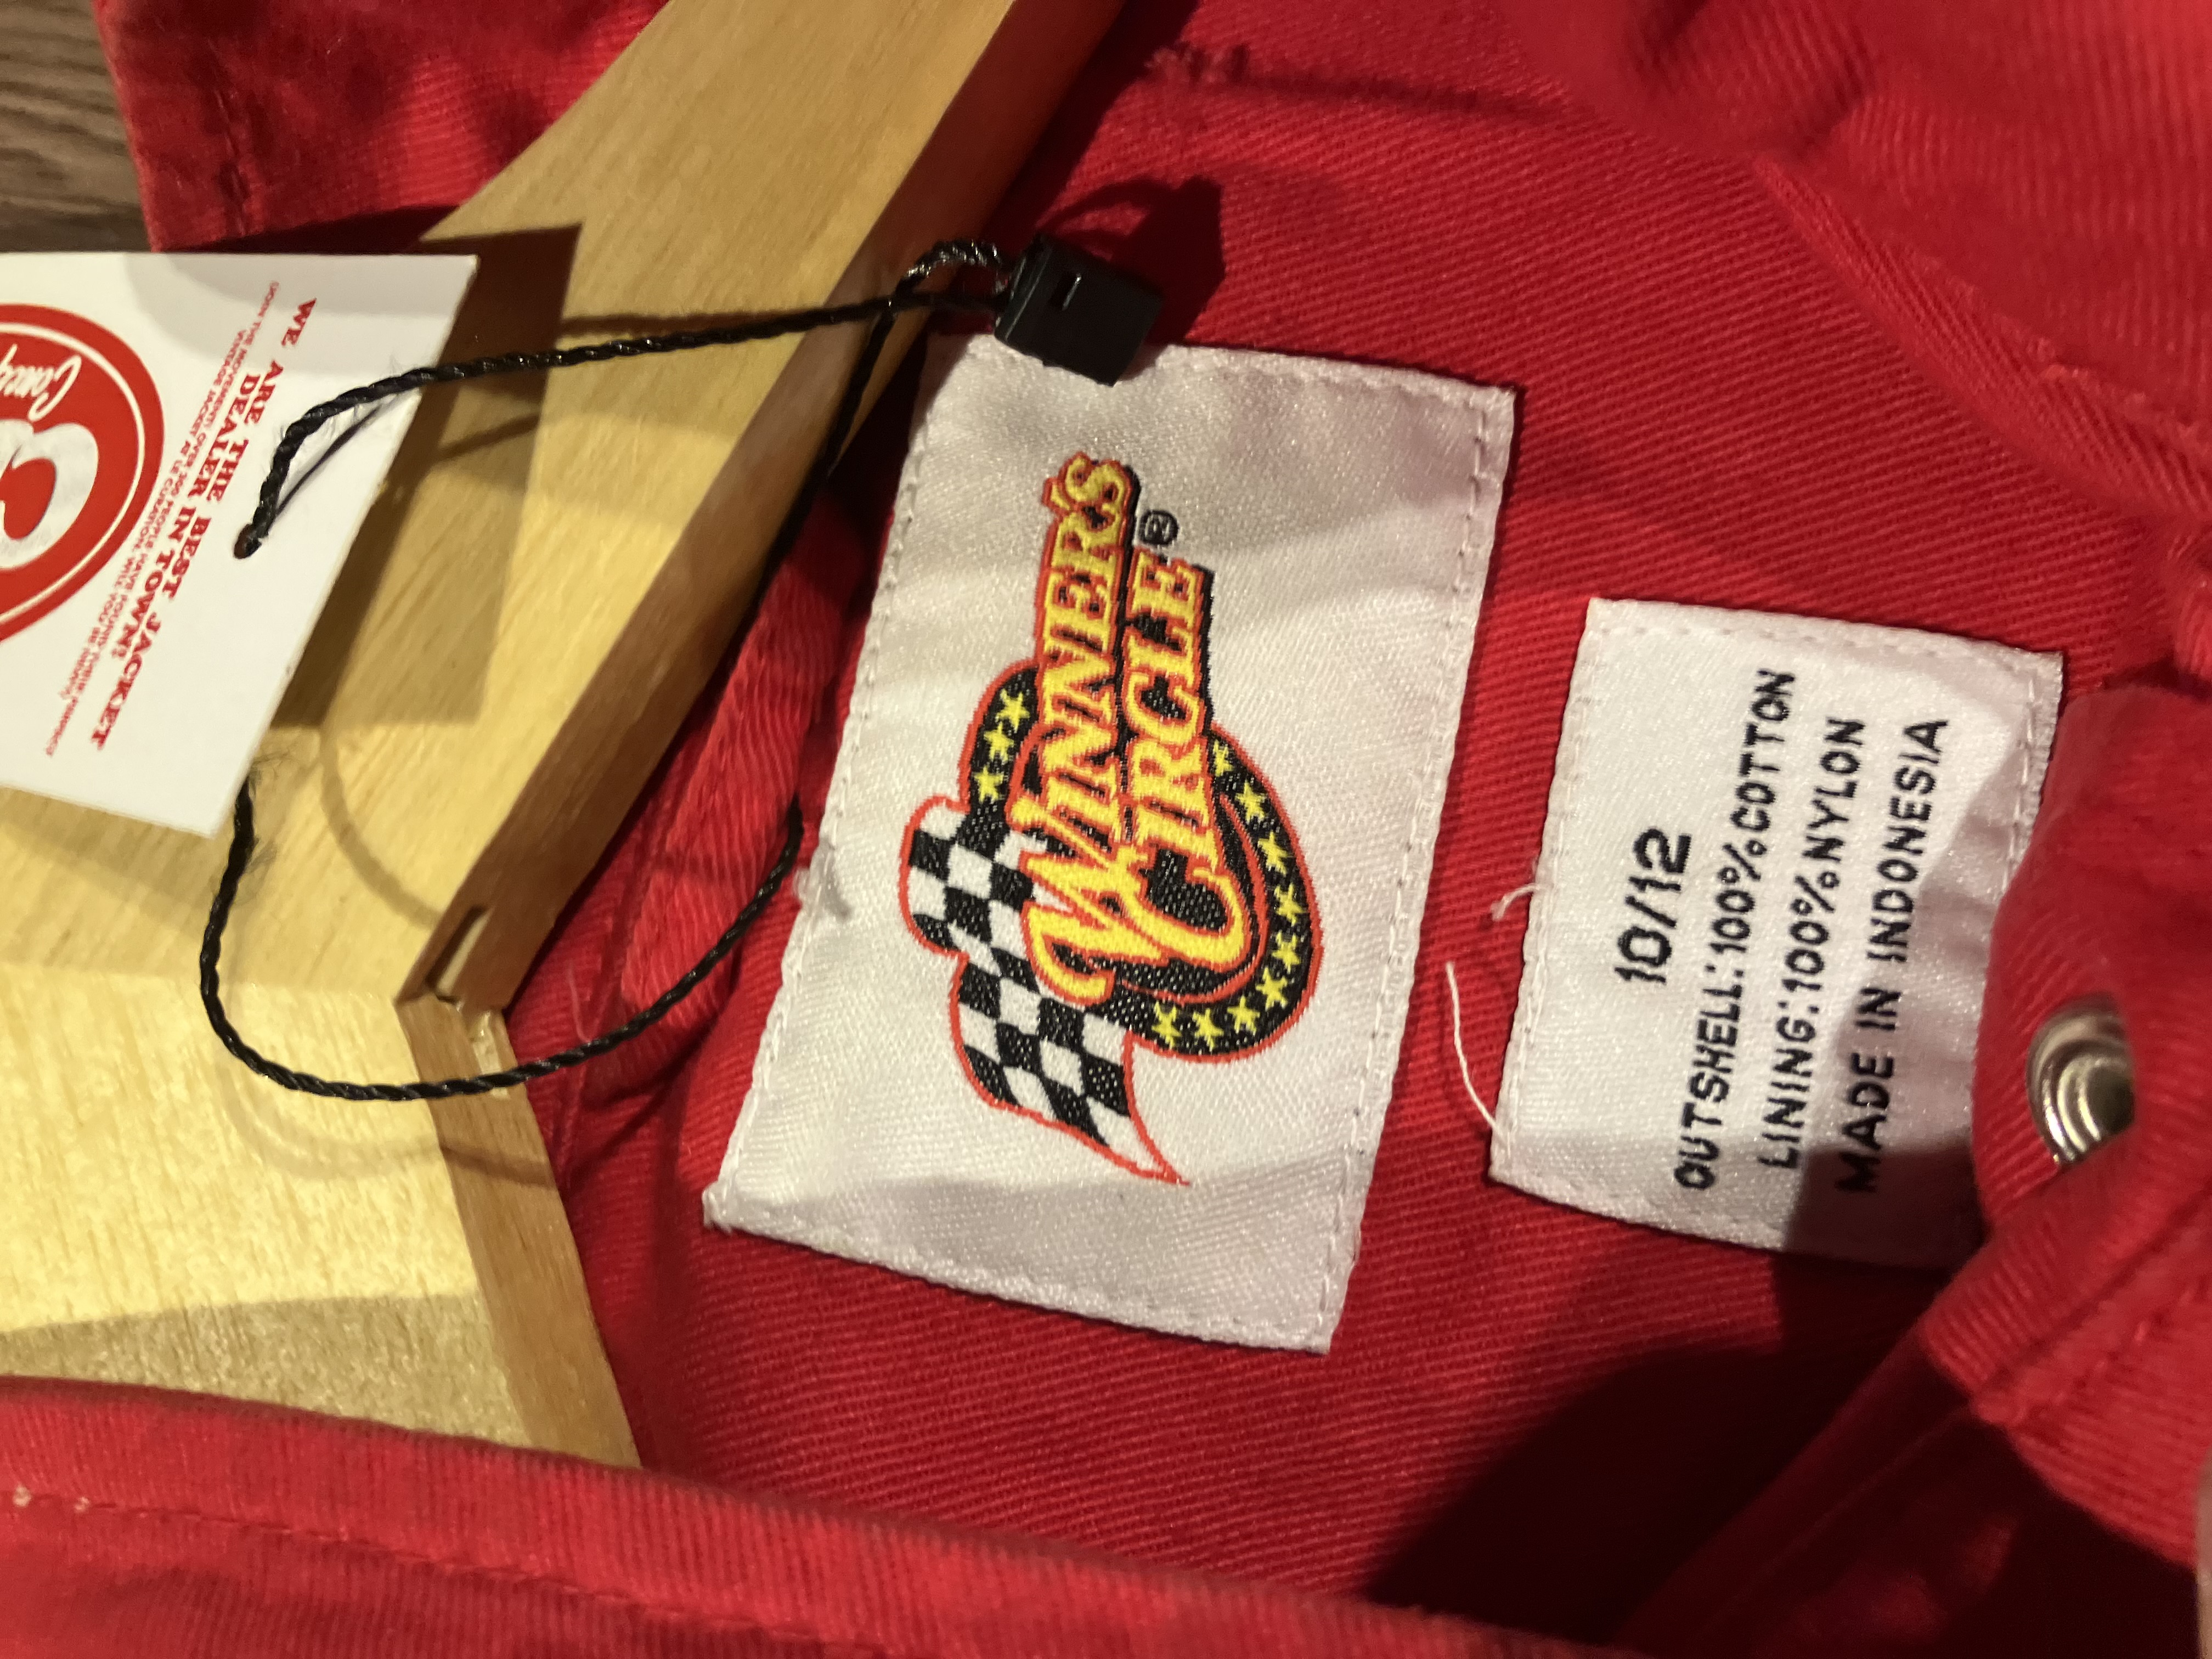 WINNER'S
CIRCLE®
10/12
OUTSHELL:100%COTTON
LINING:100%NYLON
MADE IN INDONESIA
WE ARE THE BEST JACKET
DEALER IN TOWN!